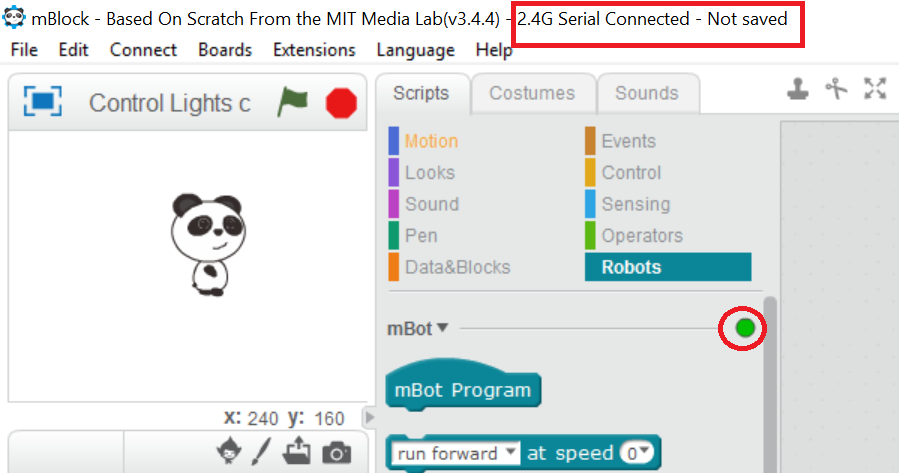 mBlock - Based On Scratch From the MIT Media Lab(v3.4.4) - 2.4G Serial Connected - Not saved
File Edit Connect Boards Extensions Language Help
Control Lights c
Scripts Costumes Sounds
Motion Events
Looks Control
Sound Sensing
Pen Operators
Data&Blocks Robots
mBot
mBot Program
x: 240 y: 160
run forward at speed 0